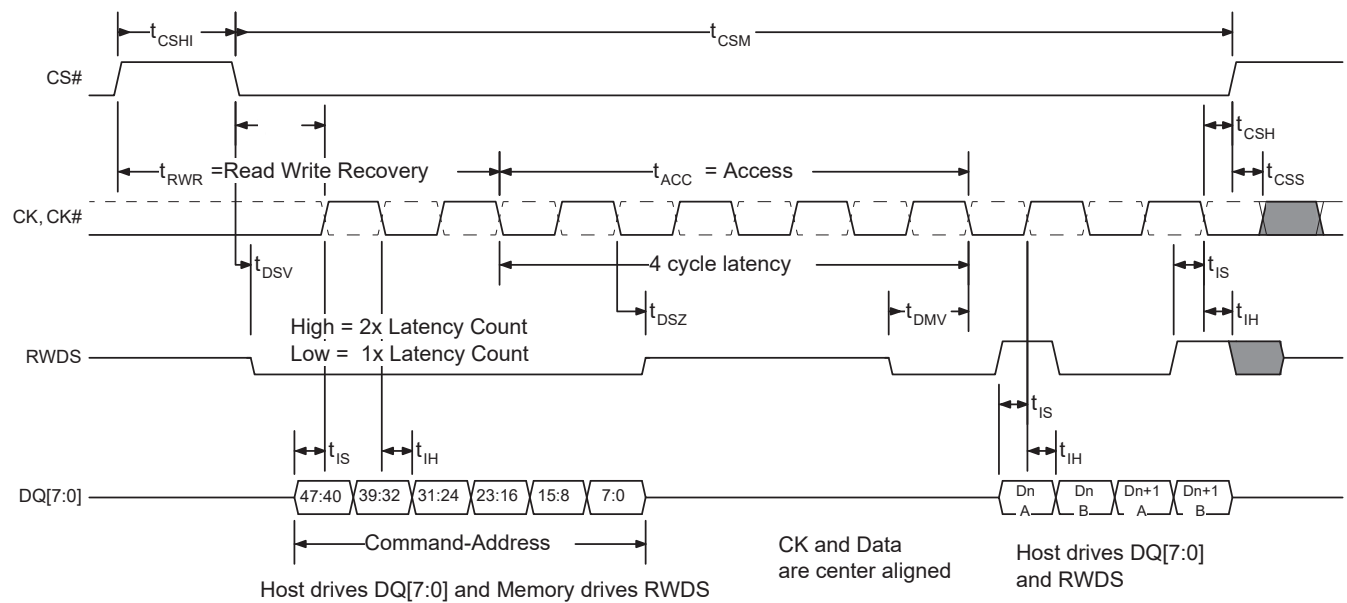 tCSHI
tCSM
CS#
tCSH
tRWR =Read Write Recovery
tACC = Access
tCSS
CK, CK#
tDSV
4 cycle latency
tIS
High = 2x Latency Count
Low = 1x Latency Count
tDSZ
tDMV
tIH
RWDS
tIS
tIH
tIS
tIH
DQ[7:0]
47:40 39:32 31:24 23:16 15:8 7:0
Dn Dn Dn+1 Dn+1
A B A B
Command-Address
CK and Data
are center aligned
Host drives DQ[7:0]
and RWDS
Host drives DQ[7:0] and Memory drives RWDS